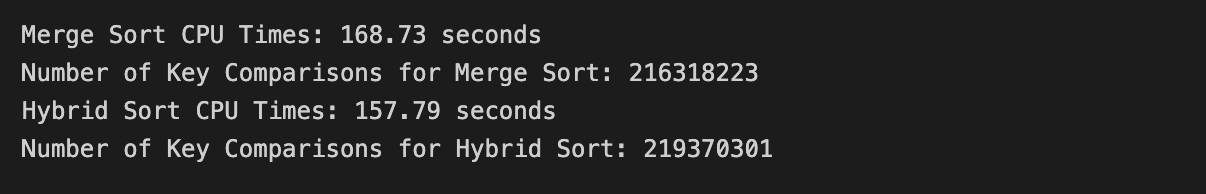 Merge Sort CPU Times: 168.73 seconds
Number of Key Comparisons for Merge Sort: 216318223
Hybrid Sort CPU Times: 157.79 seconds
Number of Key Comparisons for Hybrid Sort: 219370301